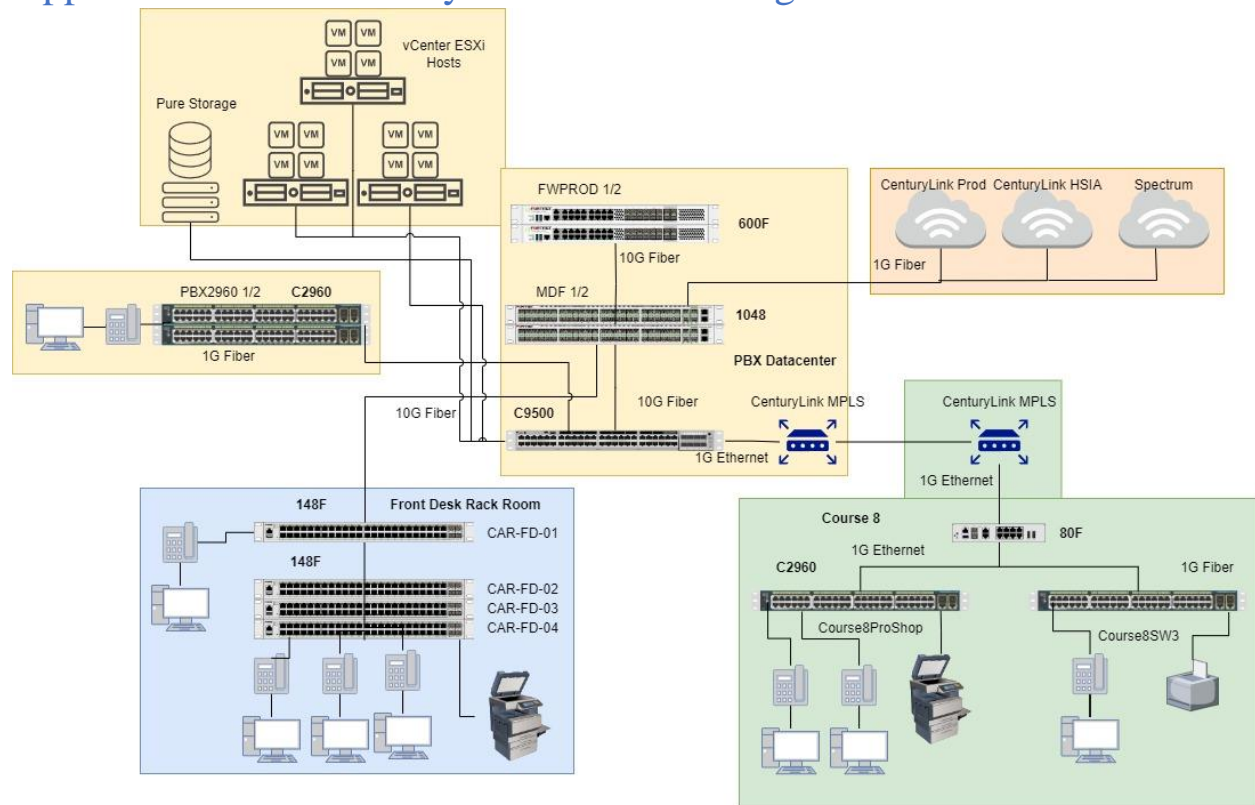 VM VM
VM VM
vCenter ESXi
Hosts
Pure Storage
VM VM
VM VM
VM VM
VM VM
FWPROD 1/2
600F
10G Fiber
CenturyLink Prod
CenturyLink HSIA
Spectrum
1G Fiber
PBX2960 1/2
C2960
1G Fiber
MDF 1/2
1048
PBX Datacenter
10G Fiber
10G Fiber
C9500
CenturyLink MPLS
1G Ethernet
CenturyLink MPLS
1G Ethernet
148F
Front Desk Rack Room
CAR-FD-01
148F
CAR-FD-02
CAR-FD-03
CAR-FD-04
Course 8
80F
1G Ethernet
C2960
1G Fiber
Course8ProShop
Course8SW3